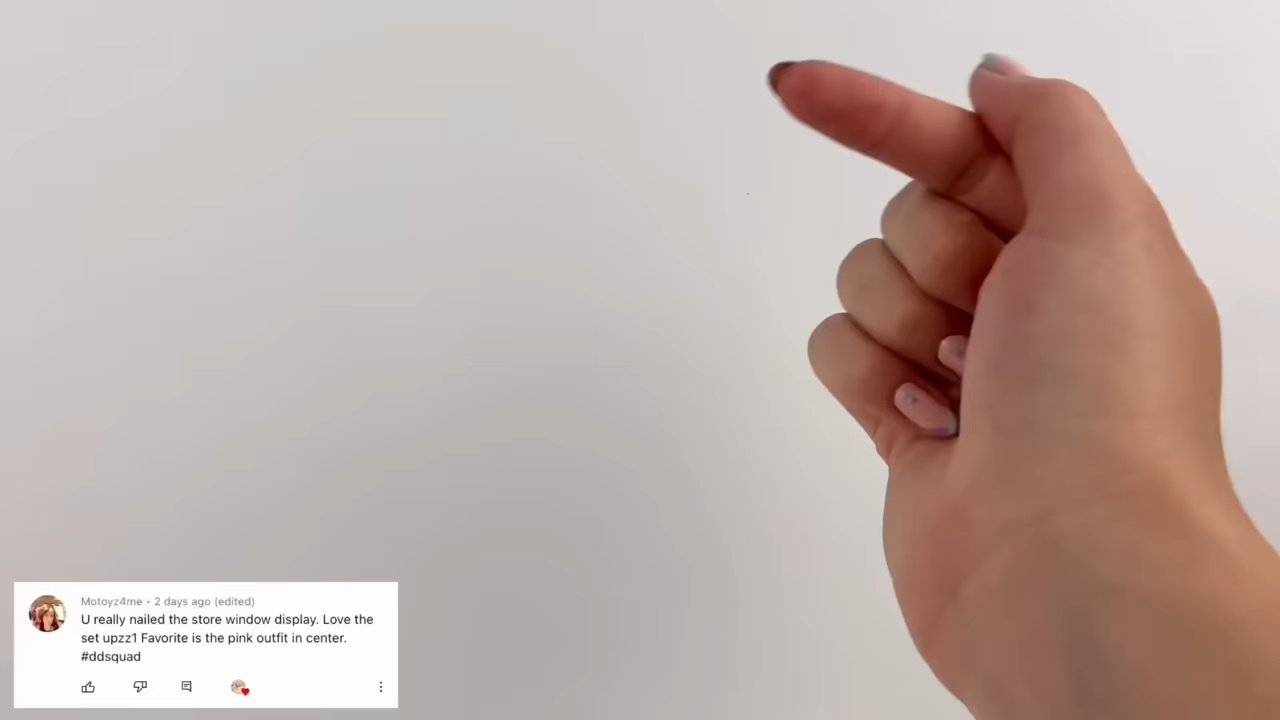 Motoyz4me • 2 days ago (edited)
U really nailed the store window display. Love the
set upzz1 Favorite is the pink outfit in center.
#ddsquad